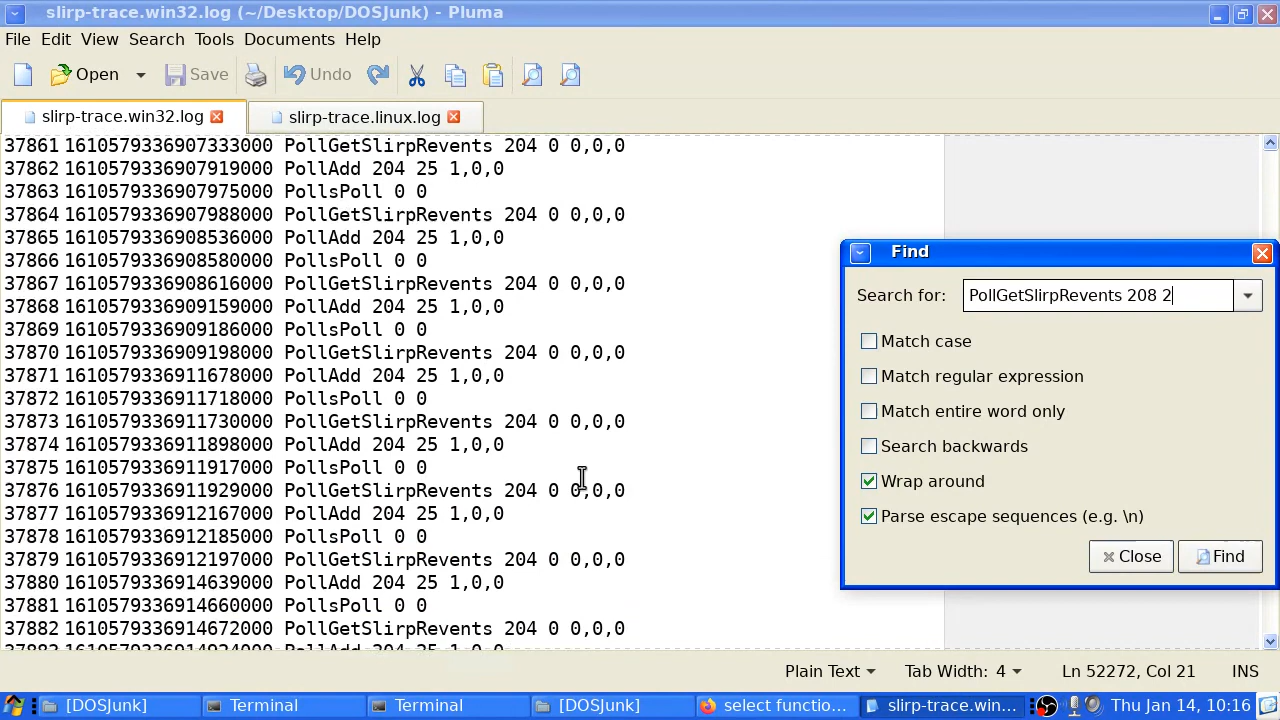 slirp-trace.win32.log (~/Desktop/DOSJunk) - Pluma
File Edit View Search Tools Documents Help
Open Save Undo
slirp-trace.win32.log slirp-trace.linux.log
37861 1610579336907333000 PollGetSlirpRevents 204 0 0,0,0
37862 1610579336907919000 PollAdd 204 25 1,0,0
37863 1610579336907975000 PollsPoll 0 0
37864 1610579336907988000 PollGetSlirpRevents 204 0 0,0,0
37865 1610579336908536000 PollAdd 204 25 1,0,0
37866 1610579336908580000 PollsPoll 0 0
37867 1610579336908616000 PollGetSlirpRevents 204 0 0,0,0
37868 1610579336909159000 PollAdd 204 25 1,0,0
37869 1610579336909186000 PollsPoll 0 0
37870 1610579336909198000 PollGetSlirpRevents 204 0 0,0,0
37871 1610579336911678000 PollAdd 204 25 1,0,0
37872 1610579336911718000 PollsPoll 0 0
37873 1610579336911730000 PollGetSlirpRevents 204 0 0,0,0
37874 1610579336911898000 PollAdd 204 25 1,0,0
37875 1610579336911917000 PollsPoll 0 0
37876 1610579336911929000 PollGetSlirpRevents 204 0 0,0,0
37877 1610579336912167000 PollAdd 204 25 1,0,0
37878 1610579336912185000 PollsPoll 0 0
37879 1610579336912197000 PollGetSlirpRevents 204 0 0,0,0
37880 1610579336914639000 PollAdd 204 25 1,0,0
37881 1610579336914660000 PollsPoll 0 0
37882 1610579336914672000 PollGetSlirpRevents 204 0 0,0,0
37883 1610579336914924000 PollAdd 204 25 1,0,0
Find
Search for: PollGetSlirpRevents 208 2
Match case
Match regular expression
Match entire word only
Search backwards
Wrap around
Parse escape sequences (e.g. \n)
Close Find
Plain Text Tab Width: 4 Ln 52272, Col 21 INS
[DOSJunk] Terminal Terminal [DOSJunk] select functio... slirp-trace.win... Thu Jan 14, 10:16